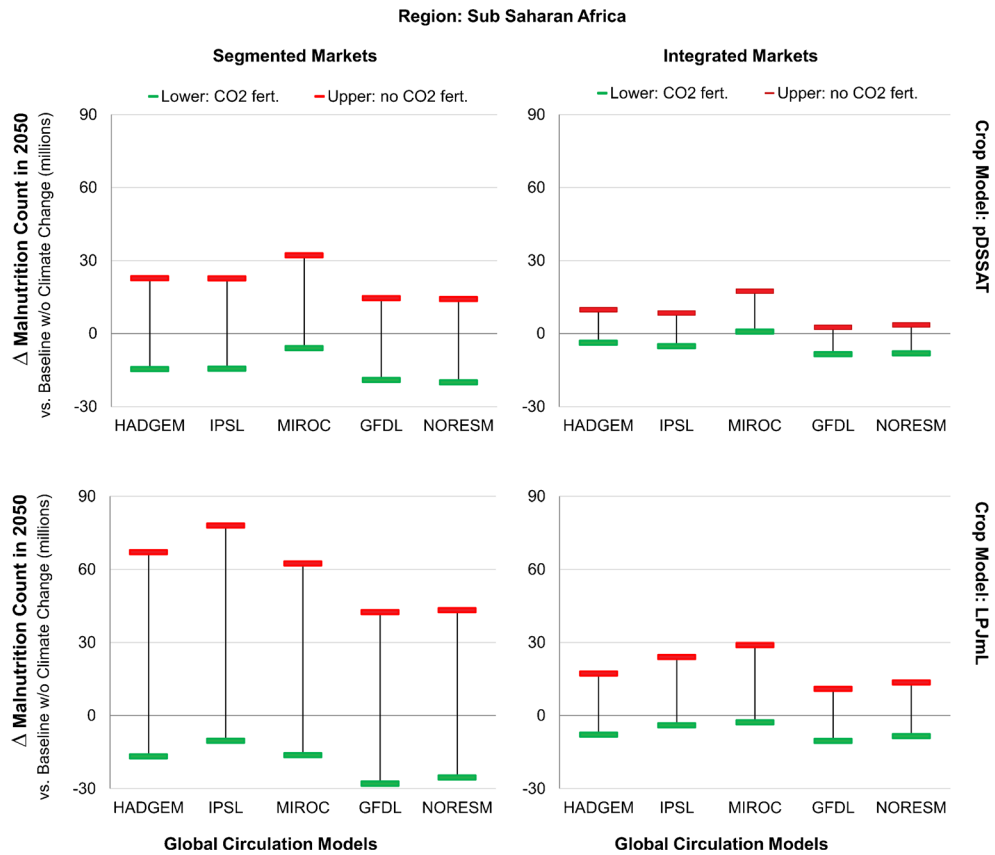 Region: Sub Saharan Africa
Segmented Markets
Integrated Markets
Lower: CO2 fert. Upper: no CO2 fert.
Lower: CO2 fert. Upper: no CO2 fert.
Δ Malnutrition Count in 2050
vs. Baseline w/o Climate Change (millions)
90
60
30
0
-30
HADGEM IPSL MIROC GFDL NORESM
90
60
30
0
-30
HADGEM IPSL MIROC GFDL NORESM
Crop Model: pDSSAT
Δ Malnutrition Count in 2050
vs. Baseline w/o Climate Change (millions)
90
60
30
0
-30
HADGEM IPSL MIROC GFDL NORESM
Global Circulation Models
90
60
30
0
-30
HADGEM IPSL MIROC GFDL NORESM
Global Circulation Models
Crop Model: LPJmL